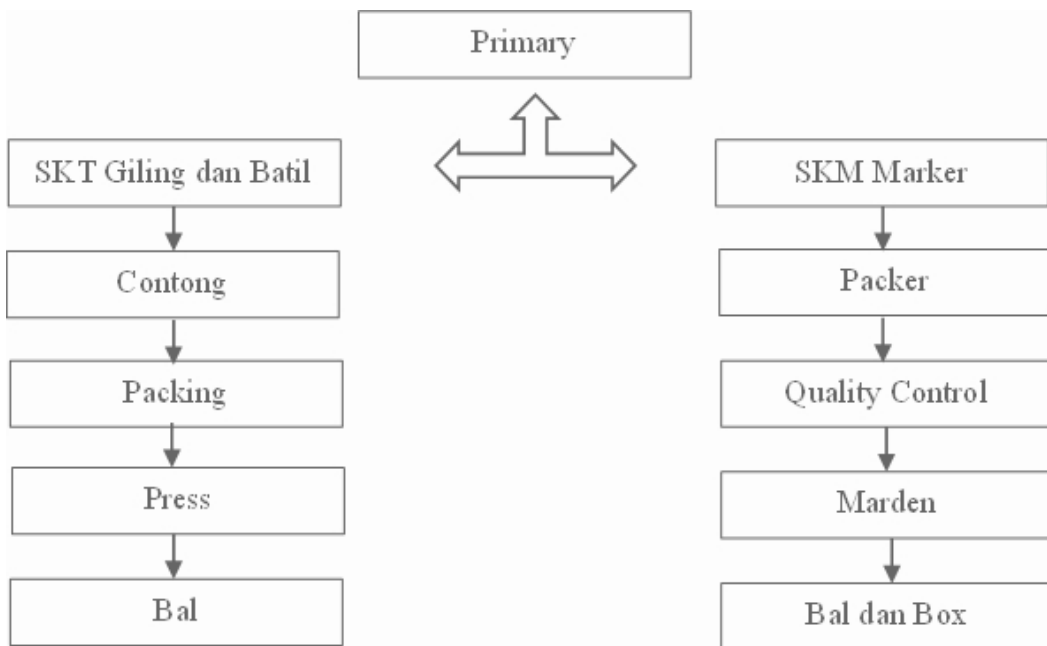 Primary
SKT Giling dan Batil
Contong
Packing
Press
Bal
SKM Marker
Packer
Quality Control
Marden
Bal dan Box